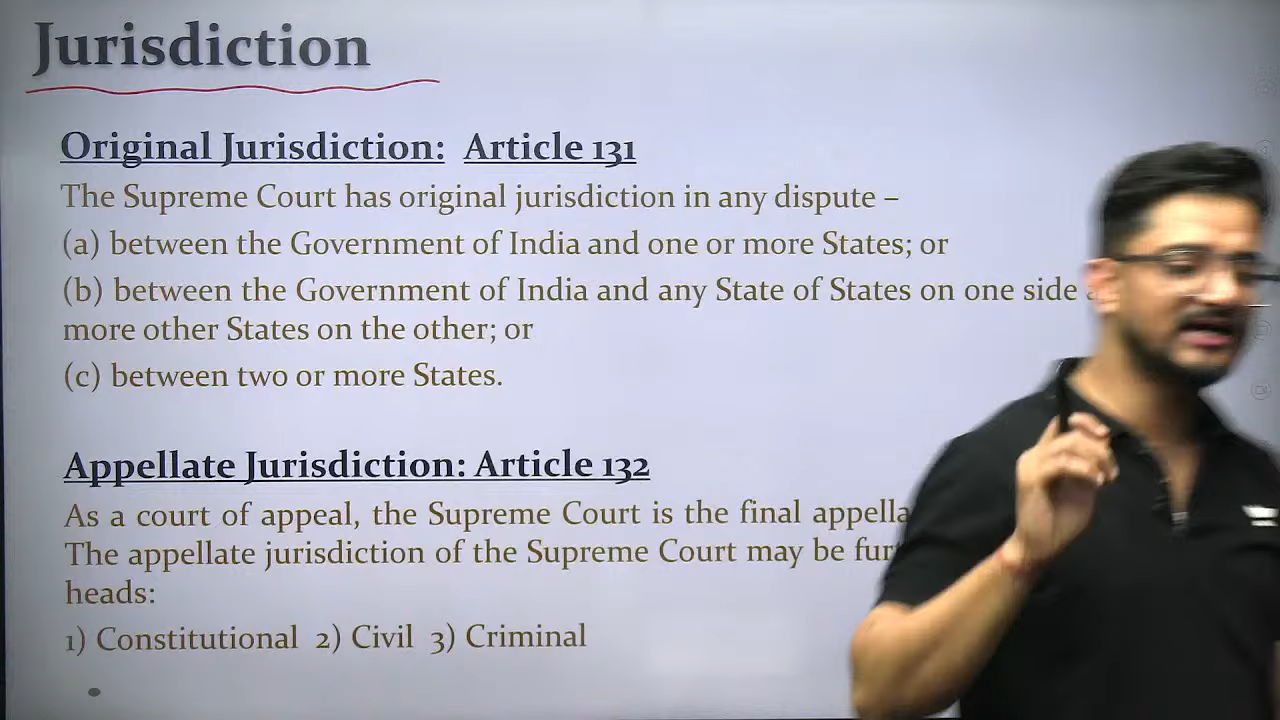 Jurisdiction
Original Jurisdiction: Article 131
The Supreme Court has original jurisdiction in any dispute –
(a) between the Government of India and one or more States; or
(b) between the Government of India and any State of States on one side
more other States on the other; or
(c) between two or more States.
Appellate Jurisdiction: Article 132
As a court of appeal, the Supreme Court is the final
The appellate jurisdiction of the Supreme Court may be
heads:
1) Constitutional 2) Civil 3) Criminal